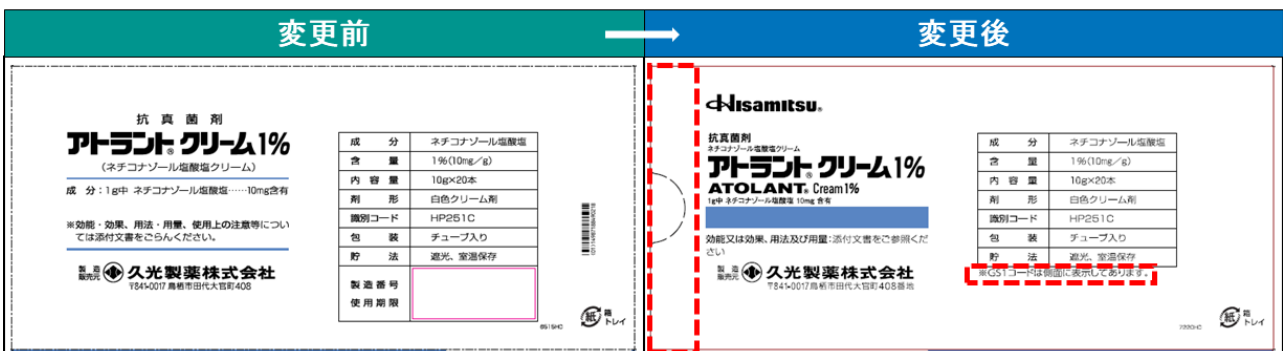 変更前
変更後
抗真菌剤
アトラント®クリーム1%
(ネチコナゾール塩酸塩クリーム)
成 分:1g中 ネチコナゾール塩酸塩……10mg含有
※効能・効果、用法・用量、使用上の注意等につい
ては添付文書をごらんください。
製造
販売元
久光製薬株式会社
〒841-0017 鳥栖市田代大官町408
成 分 ネチコナゾール塩酸塩
含 量 1%(10mg/g)
内 容 量 10g×20本
剤 形 白色クリーム剤
識別コード HP251C
包 装 チューブ入り
貯 法 遮光、室温保存
製造番号
使用期限
紙
箱
トレイ
Hisamitsu®
抗真菌剤
ネチコナゾール塩酸塩クリーム
アトラント®クリーム1%
ATOLANT® Cream1%
1g中 ネチコナゾール塩酸塩 10mg 含有
効能又は効果、用法及び用量:添付文書をご参照くだ
さい
製造
販売元
久光製薬株式会社
〒841-0017鳥栖市田代大官町408番地
成 分 ネチコナゾール塩酸塩
含 量 1%(10mg/g)
内 容 量 10g×20本
剤 形 白色クリーム剤
識別コード HP251C
包 装 チューブ入り
貯 法 遮光、室温保存
※GS1コードは側面に表示してあります。
紙
箱
トレイ